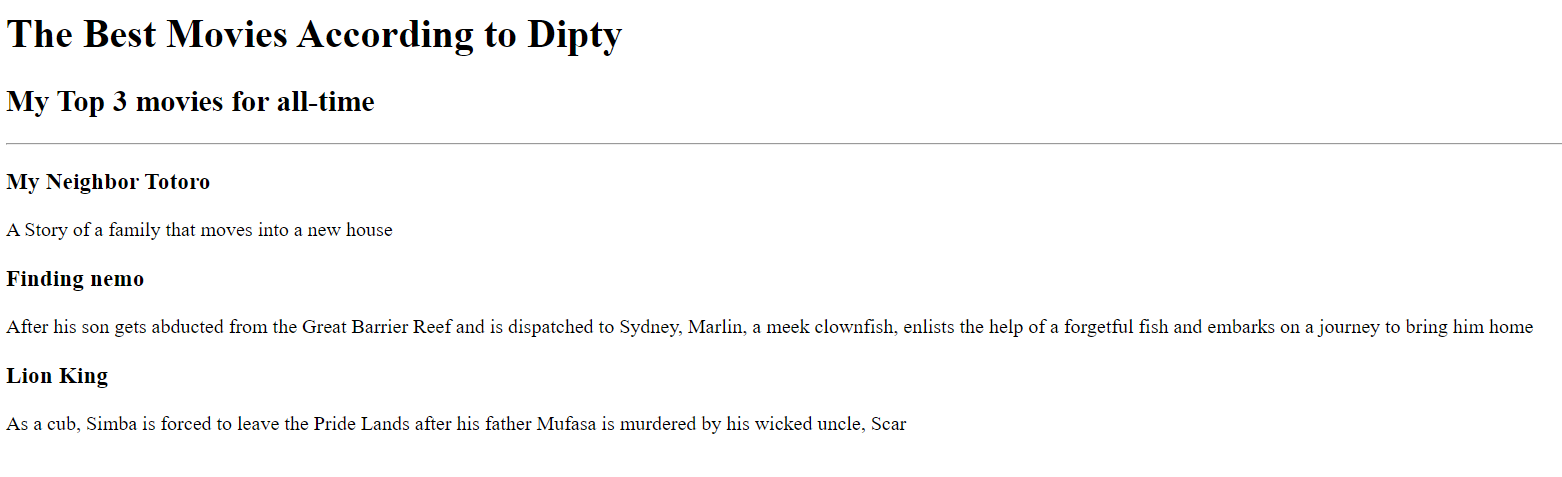 The Best Movies According to Dipty
My Top 3 movies for all-time
My Neighbor Totoro
A Story of a family that moves into a new house
Finding nemo
After his son gets abducted from the Great Barrier Reef and is dispatched to Sydney, Marlin, a meek clownfish, enlists the help of a forgetful fish and embarks on a journey to bring him home
Lion King
As a cub, Simba is forced to leave the Pride Lands after his father Mufasa is murdered by his wicked uncle, Scar